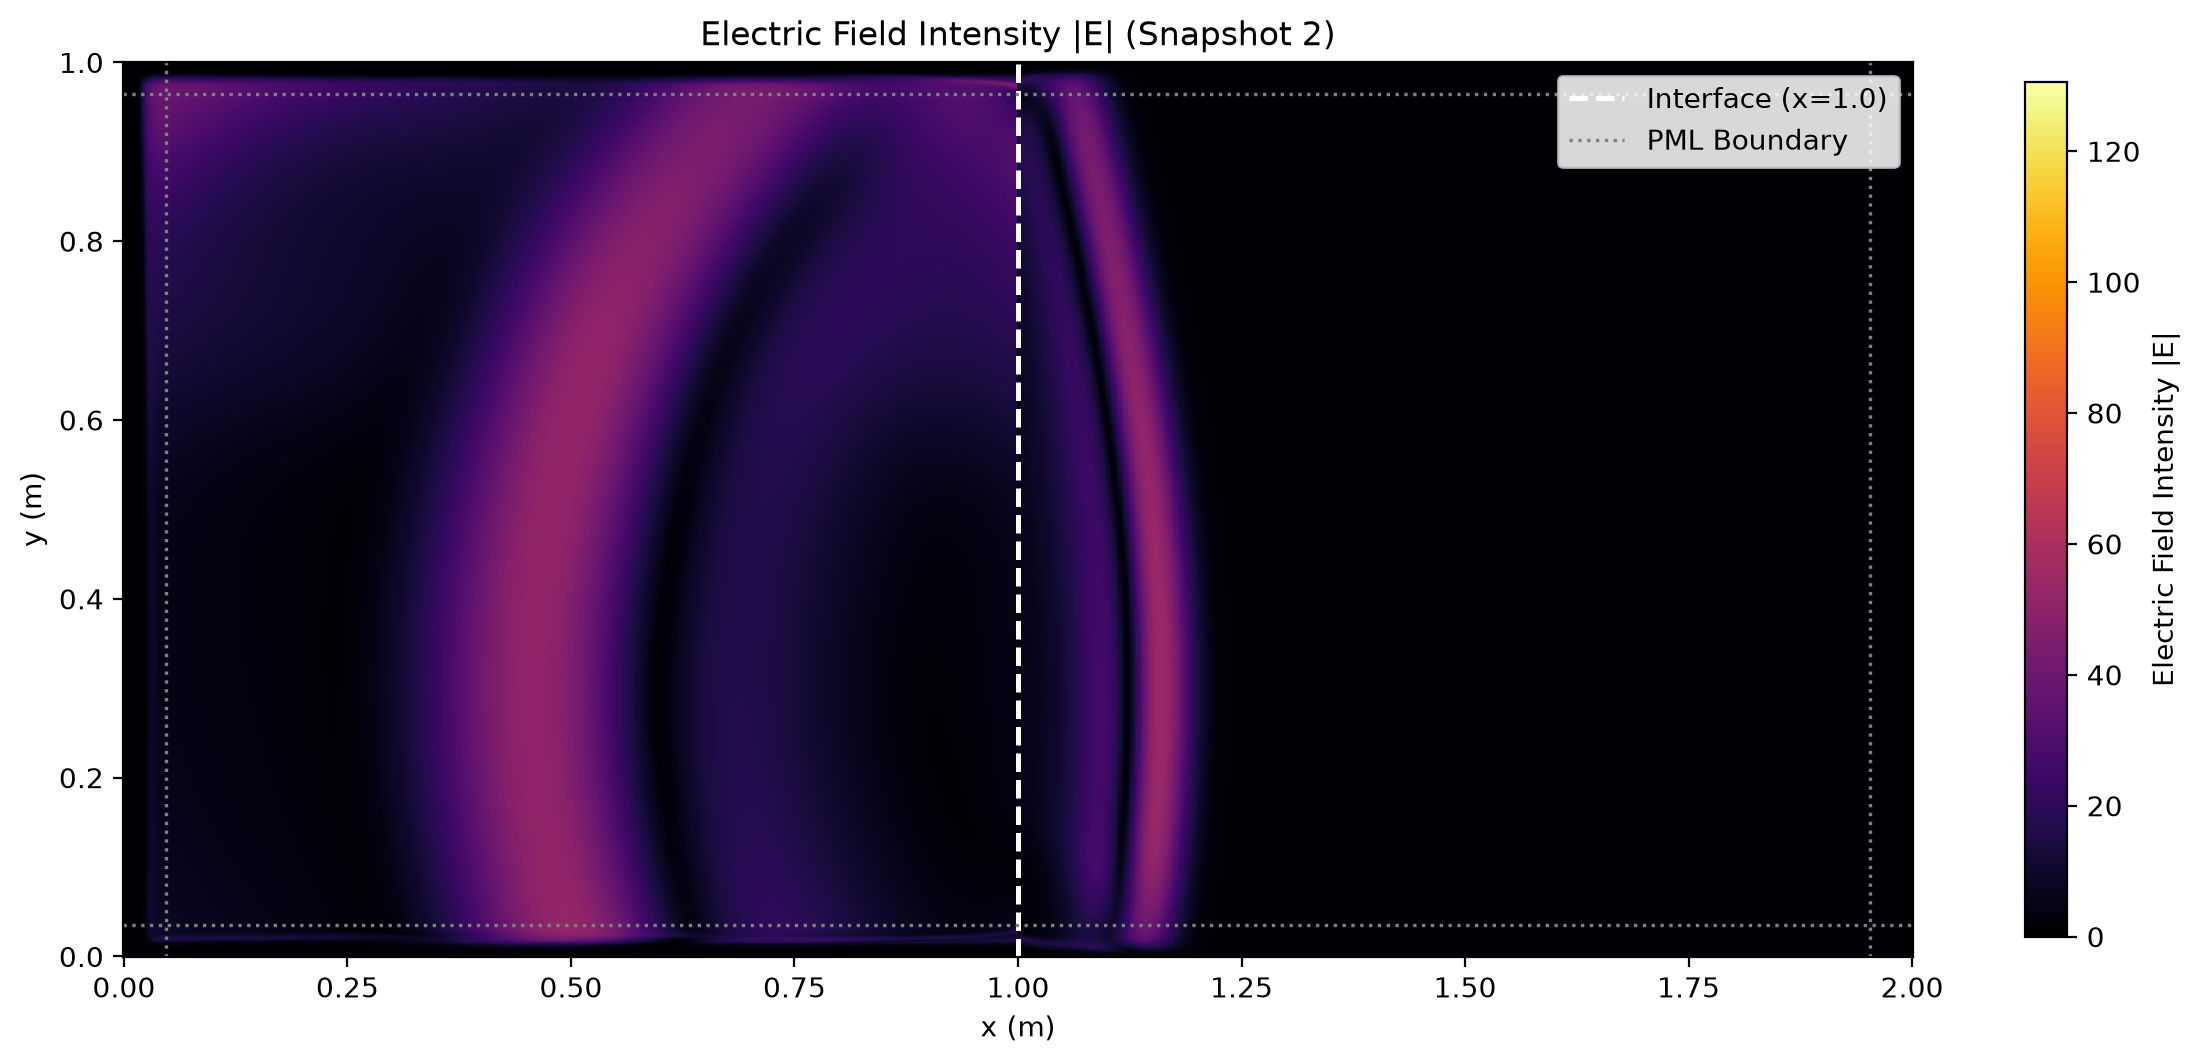 Electric Field Intensity |E| (Snapshot 2)
Interface (x=1.0)
PML Boundary
1.0
0.8
0.6
0.4
0.2
0.0
y (m)
0.00 0.25 0.50 0.75 1.00 1.25 1.50 1.75 2.00
x (m)
120
100
80
60
40
20
0
Electric Field Intensity |E|